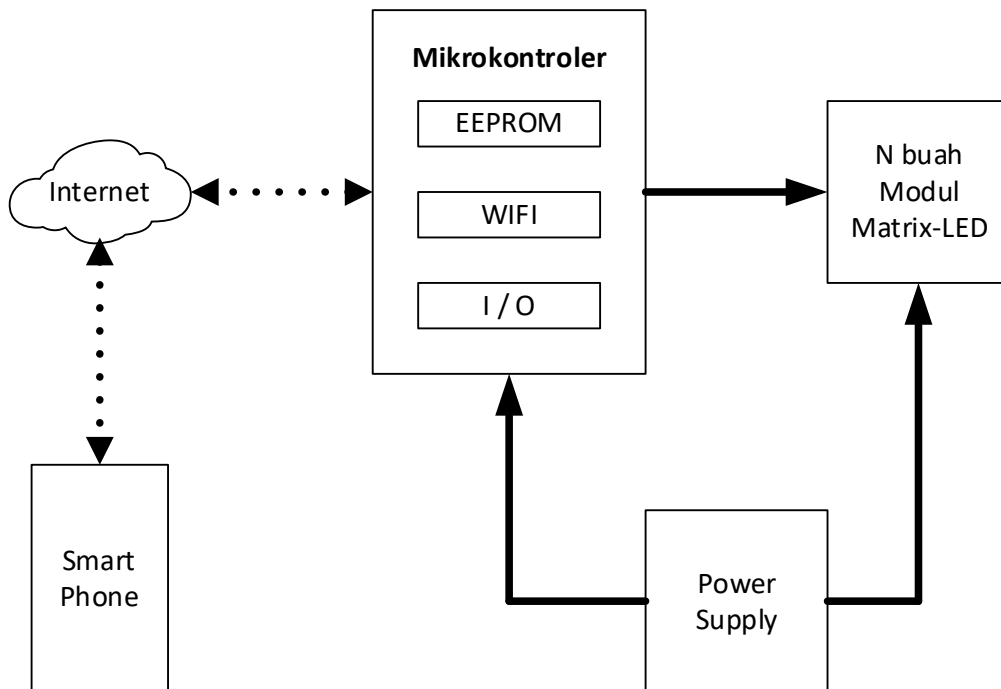 Mikrokontroler
EEPROM
WIFI
I / O
Internet
N buah
Modul
Matrix-LED
Smart
Phone
Power
Supply